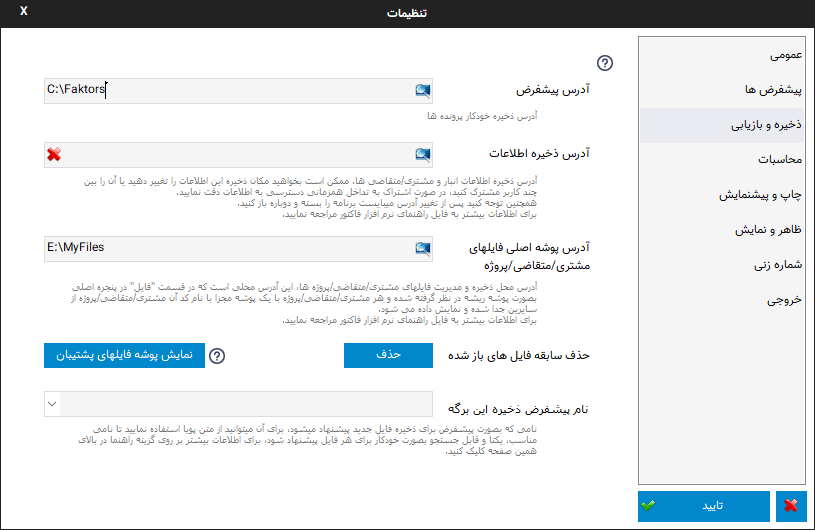 تنظیمات
X
عمومی
پیشفرض ها
ذخیره و بازیابی
محاسبات
چاپ و پیشنمایش
ظاهر و نمایش
شماره زنی
خروجی
?
آدرس پیشفرض
C:\Faktors
آدرس ذخیره خودکار پرونده ها
آدرس ذخیره اطلاعات
آدرس ذخیره اطلاعات انبار و مشتری/متقاضی ها، ممکن است بخواهید مکان ذخیره این اطلاعات را تغییر دهید یا آن را بین
چند کاربر مشترک کنید، در صورت اشتراک به تداخل همزمانی دسترسی به اطلاعات دقت نمایید.
همچنین توجه کنید پس از تغییر آدرس میبایست برنامه را بسته و دوباره باز کنید.
برای اطلاعات بیشتر به فایل راهنمای نرم افزار فاکتور مراجعه نمایید.
آدرس پوشه اصلی فایلهای
مشتری/متقاضی/پروژه
E:\MyFiles
آدرس محل ذخیره و مدیریت فایلهای مشتری/متقاضی/پروژه ها، این آدرس محلی است که در قسمت "فایل" در پنجره اصلی
بصورت پوشه ریشه در نظر گرفته شده و هر مشتری/متقاضی/پروژه با یک پوشه مجزا با نام کد آن مشتری/متقاضی/پروژه از
سایرین جدا شده و نمایش داده می شود.
برای اطلاعات بیشتر به فایل راهنمای نرم افزار فاکتور مراجعه نمایید.
حذف سابقه فایل های باز شده
حذف
?
نمایش پوشه فایلهای پشتیبان
نام پیشفرض ذخیره این برگه
نامی که بصورت پیشفرض برای ذخیره فایل جدید پیشنهاد میشود، برای آن میتوانید از متن پویا استفاده نمایید تا نامی
مناسب، یکتا و قابل جستجو بصورت خودکار برای هر فایل پیشنهاد شود، برای اطلاعات بیشتر بر روی گزینه راهنما در بالای
همین صفحه کلیک کنید.
تایید